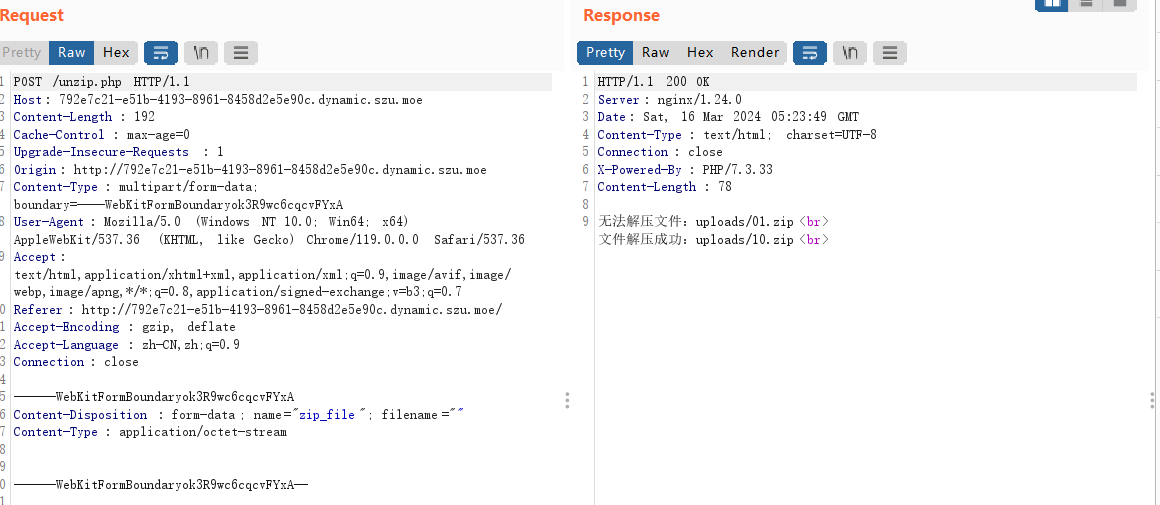 Request
Pretty Raw Hex \n
1 POST /unzip.php HTTP/1.1
2 Host: 792e7c21-e51b-4193-8961-8458d2e5e90c.dynamic.szu.moe
3 Content-Length: 192
4 Cache-Control: max-age=0
5 Upgrade-Insecure-Requests: 1
6 Origin: http://792e7c21-e51b-4193-8961-8458d2e5e90c.dynamic.szu.moe
7 Content-Type: multipart/form-data;
boundary=----WebKitFormBoundaryok3R9wc6cqcvFYxA
8 User-Agent: Mozilla/5.0 (Windows NT 10.0; Win64; x64)
AppleWebKit/537.36 (KHTML, like Gecko) Chrome/119.0.0.0 Safari/537.36
9 Accept:
text/html,application/xhtml+xml,application/xml;q=0.9,image/avif,image/
webp,image/apng,*/*;q=0.8,application/signed-exchange;v=b3;q=0.7
0 Referer: http://792e7c21-e51b-4193-8961-8458d2e5e90c.dynamic.szu.moe/
1 Accept-Encoding: gzip, deflate
2 Accept-Language: zh-CN,zh;q=0.9
3 Connection: close
4
5 ------WebKitFormBoundaryok3R9wc6cqcvFYxA
6 Content-Disposition: form-data; name="zip_file"; filename=""
7 Content-Type: application/octet-stream
8
9
0 ------WebKitFormBoundaryok3R9wc6cqcvFYxA--
1
Response
Pretty Raw Hex Render \n
1 HTTP/1.1 200 OK
2 Server: nginx/1.24.0
3 Date: Sat, 16 Mar 2024 05:23:49 GMT
4 Content-Type: text/html; charset=UTF-8
5 Connection: close
6 X-Powered-By: PHP/7.3.33
7 Content-Length: 78
8
9 无法解压文件: uploads/01.zip<br>
文件解压成功: uploads/10.zip<br>